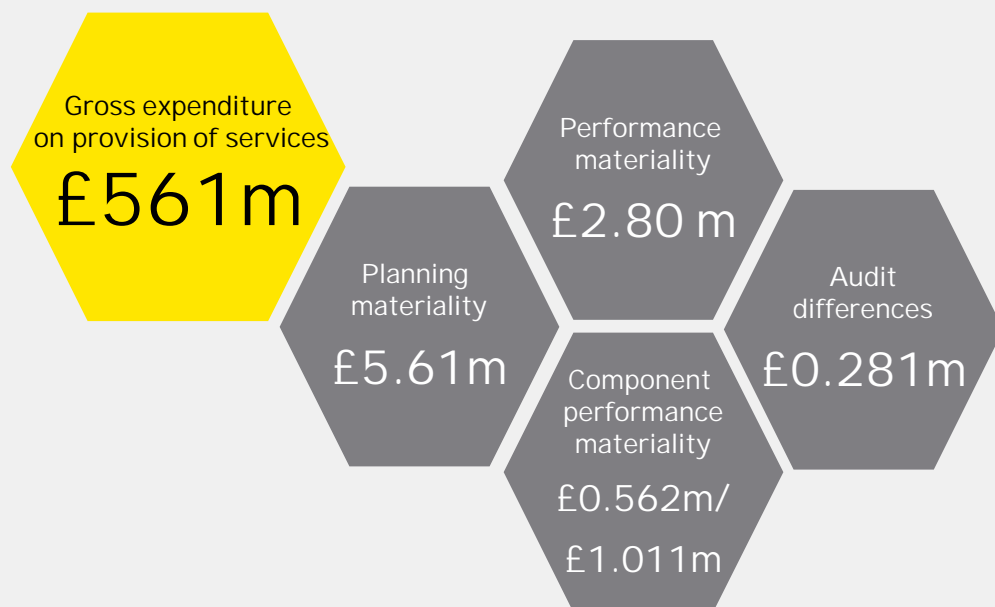 Gross expenditure
on provision of services
£561m
Planning
materiality
£5.61m
Performance
materiality
£2.80 m
Component
performance
materiality
£0.562m/
£1.011m
Audit
differences
£0.281m